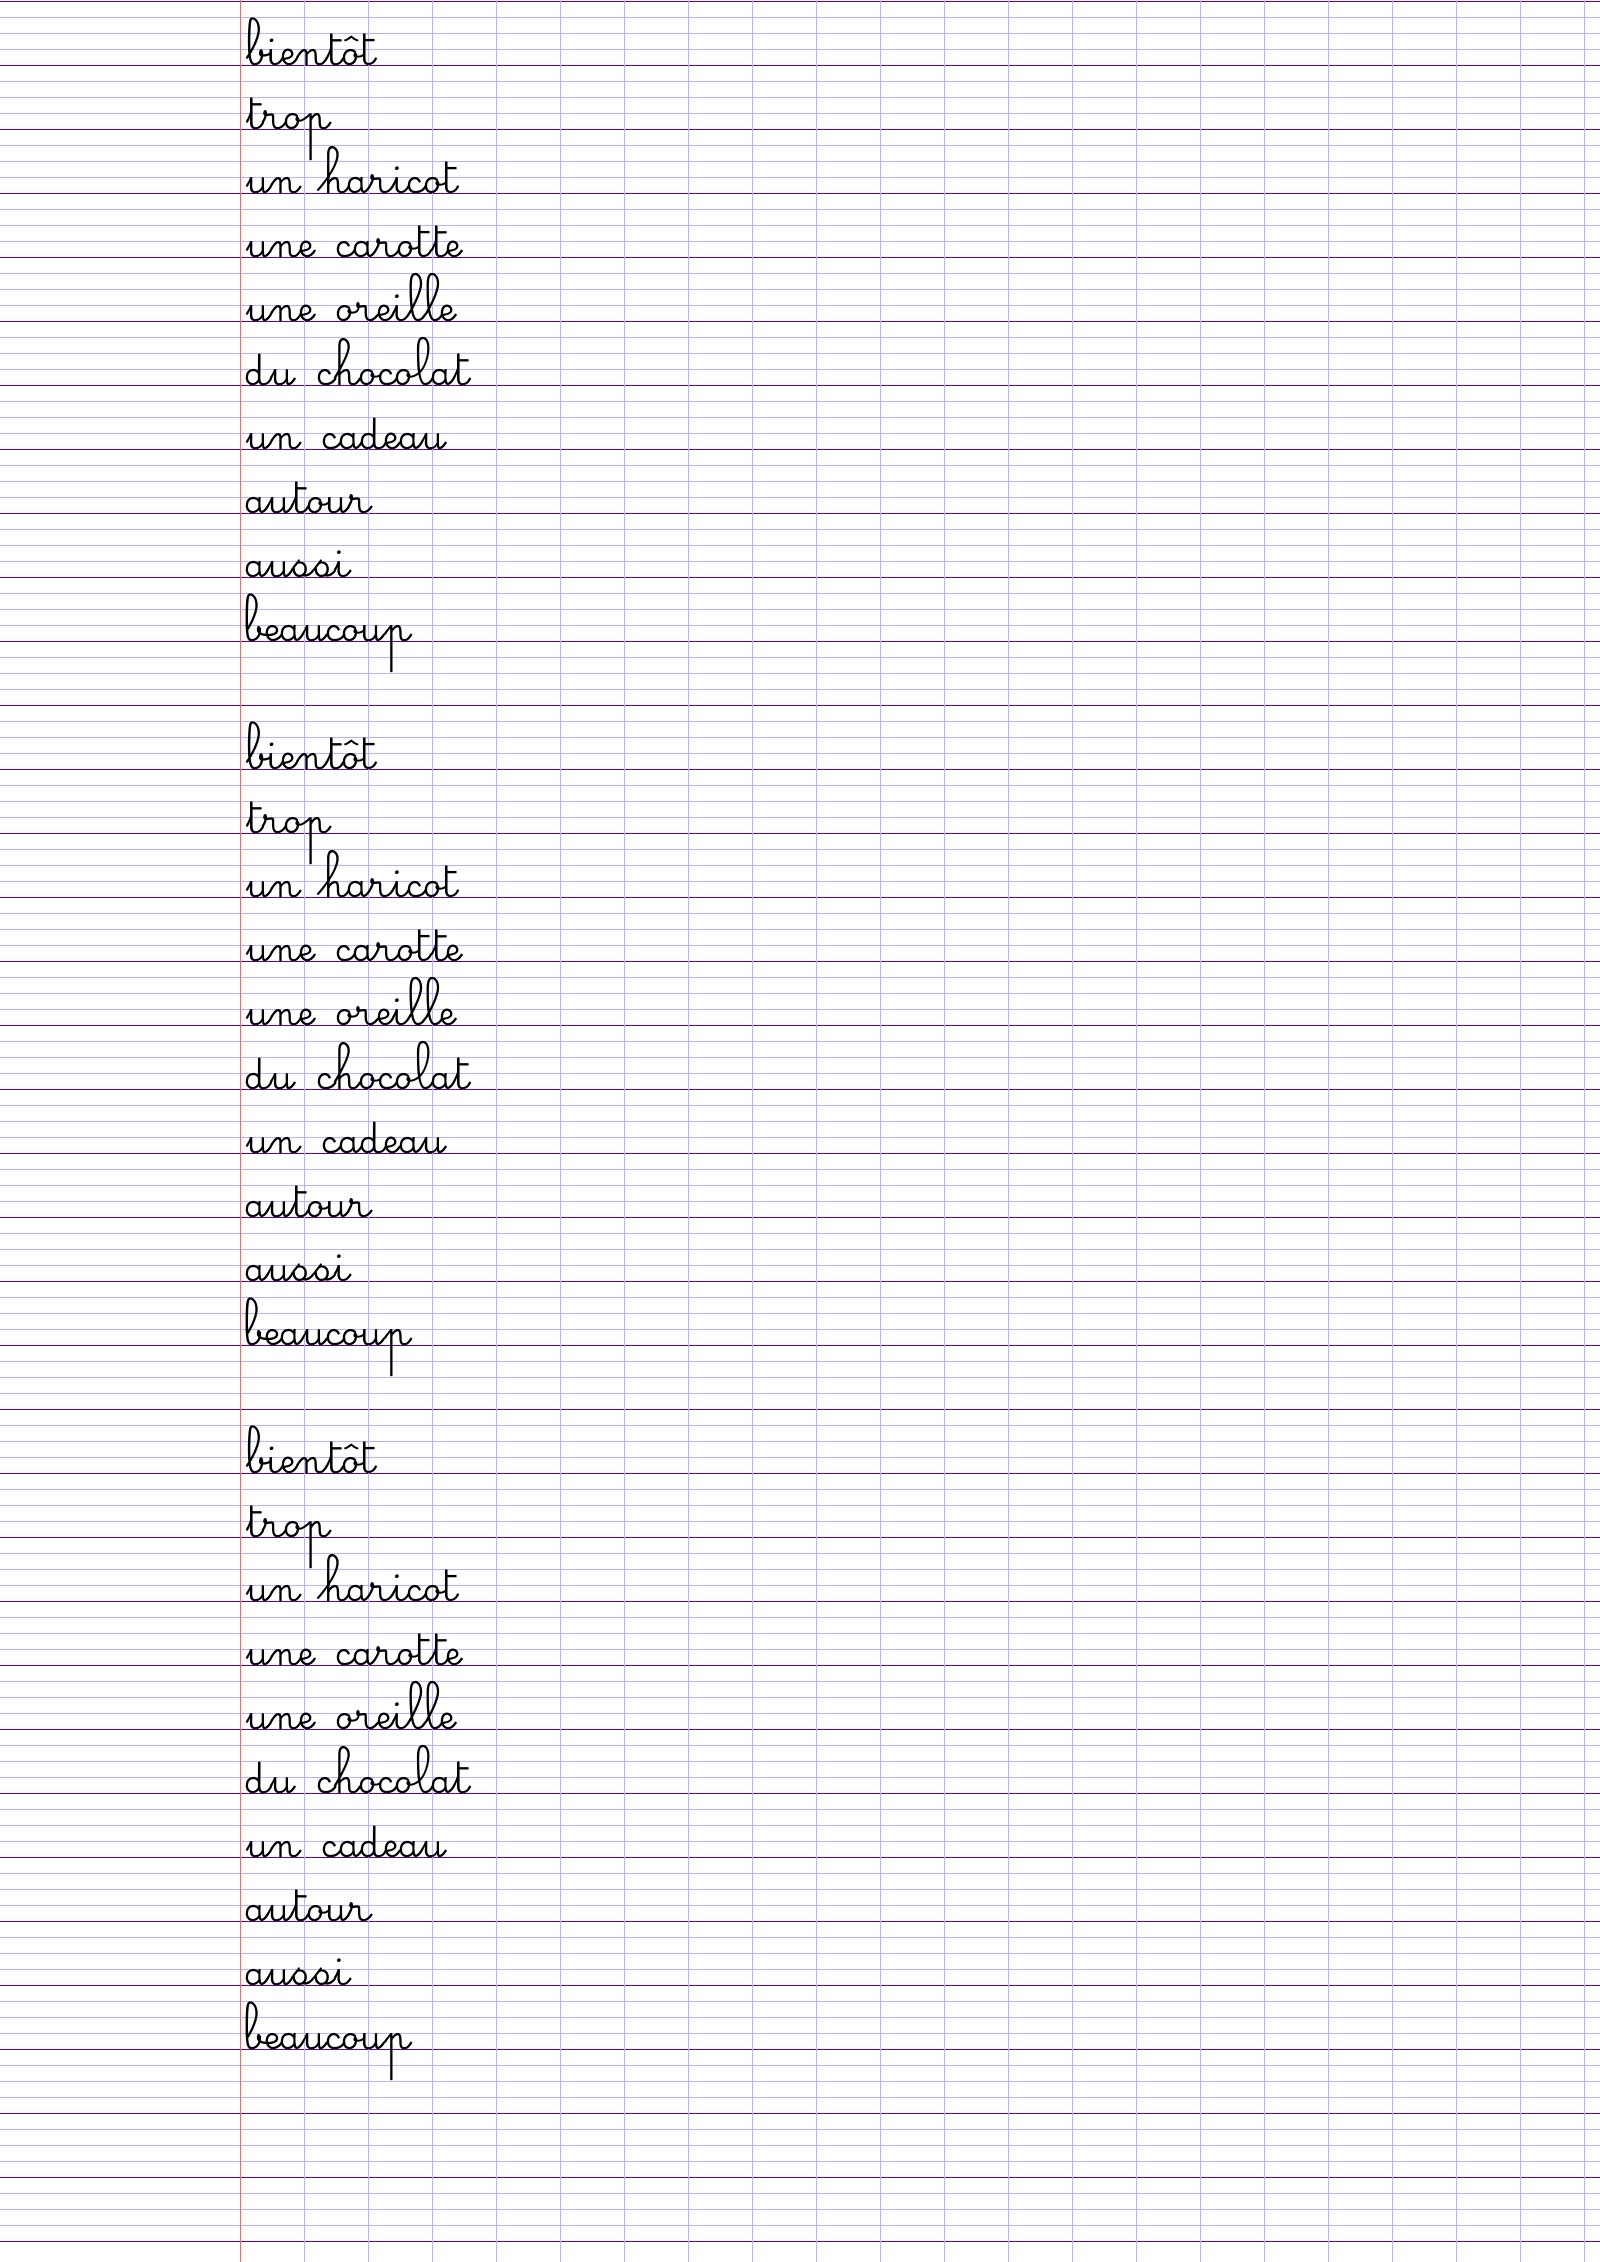 bientôt
trop
un haricot
une carotte
une oreille
du chocolat
un cadeau
autour
aussi
beaucoup
bientôt
trop
un haricot
une carotte
une oreille
du chocolat
un cadeau
autour
aussi
beaucoup
bientôt
trop
un haricot
une carotte
une oreille
du chocolat
un cadeau
autour
aussi
beaucoup